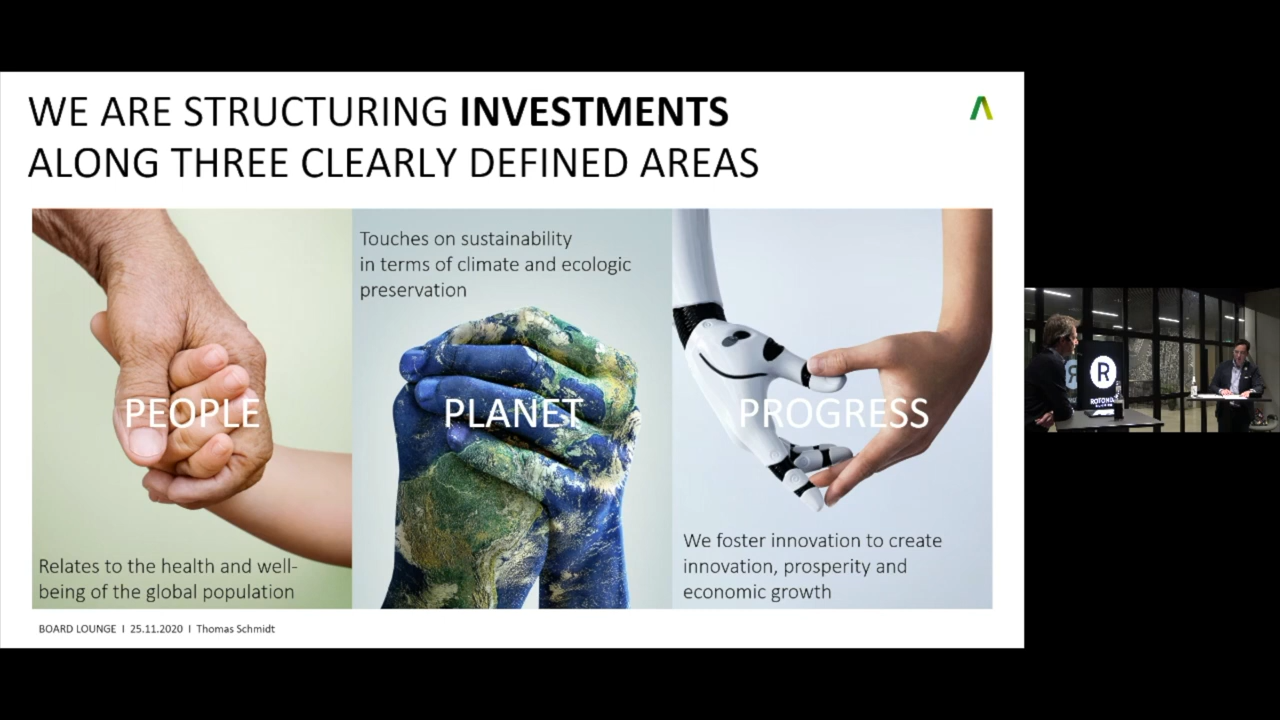 WE ARE STRUCTURING INVESTMENTS
ALONG THREE CLEARLY DEFINED AREAS
PEOPLE
Relates to the health and well-
being of the global population
Touches on sustainability
in terms of climate and ecologic
preservation
PLANET
PROGRESS
We foster innovation to create
innovation, prosperity and
economic growth
BOARD LOUNGE I 25.11.2020 I Thomas Schmidt
R
R